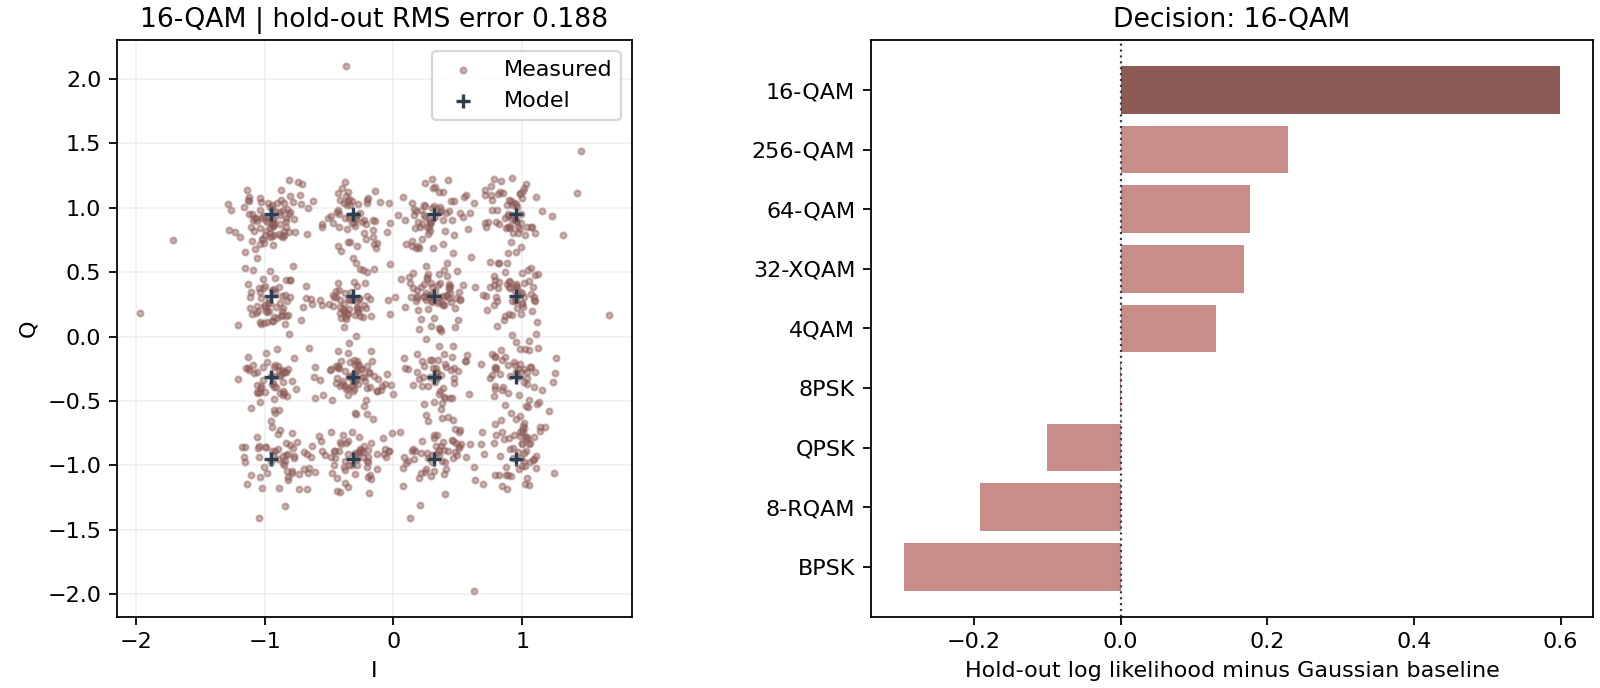 16-QAM | hold-out RMS error 0.188
Measured
Model
2.0
1.5
1.0
0.5
0.0
−0.5
−1.0
−1.5
−2.0
Q
−2
−1
0
1
I
Decision: 16-QAM
16-QAM
256-QAM
64-QAM
32-XQAM
4QAM
8PSK
QPSK
8-RQAM
BPSK
−0.2
0.0
0.2
0.4
0.6
Hold-out log likelihood minus Gaussian baseline